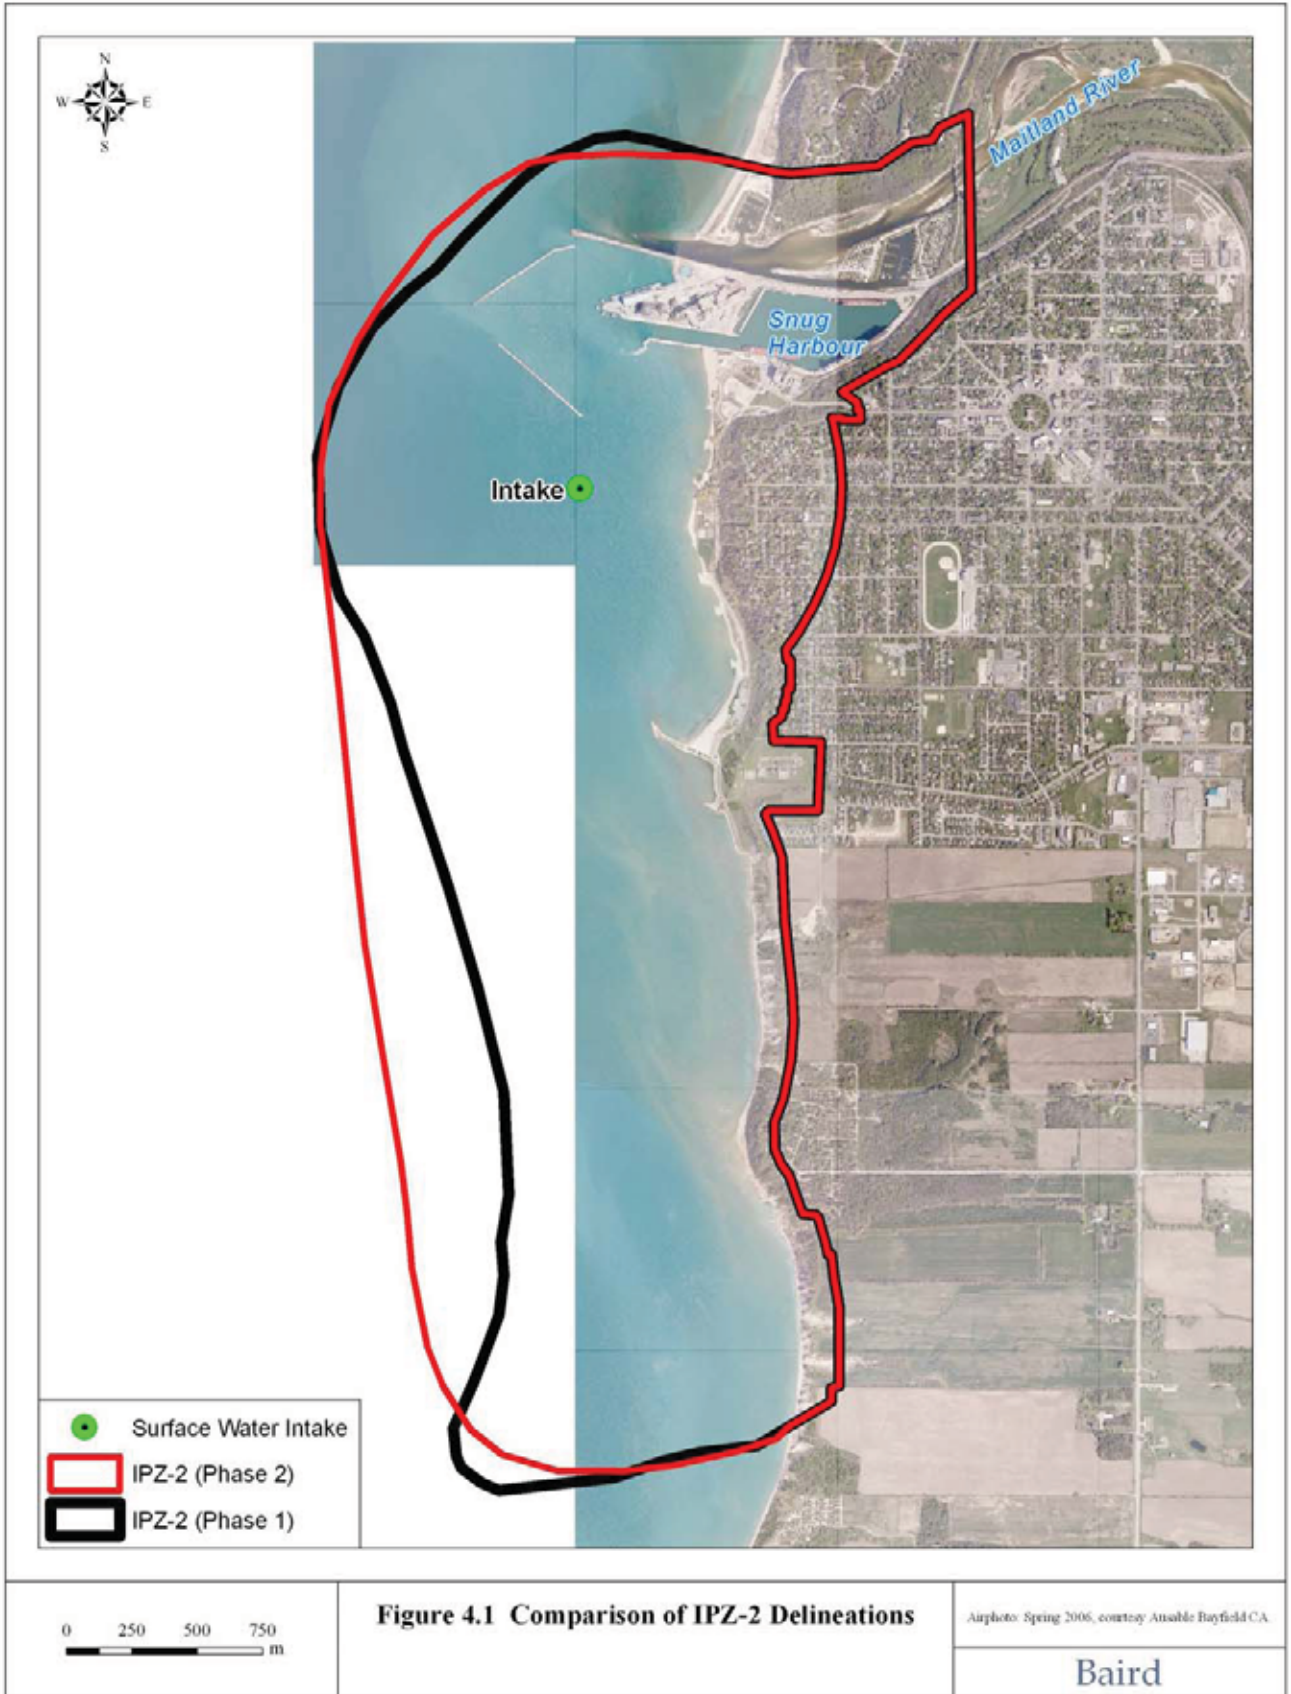 N
W E
S
Maitland River
Snug
Harbour
Intake
Surface Water Intake
IPZ-2 (Phase 2)
IPZ-2 (Phase 1)
0 250 500 750
m
Figure 4.1 Comparison of IPZ-2 Delineations
Airphoto: Spring 2006, courtesy Ausable Bayfield CA
Baird